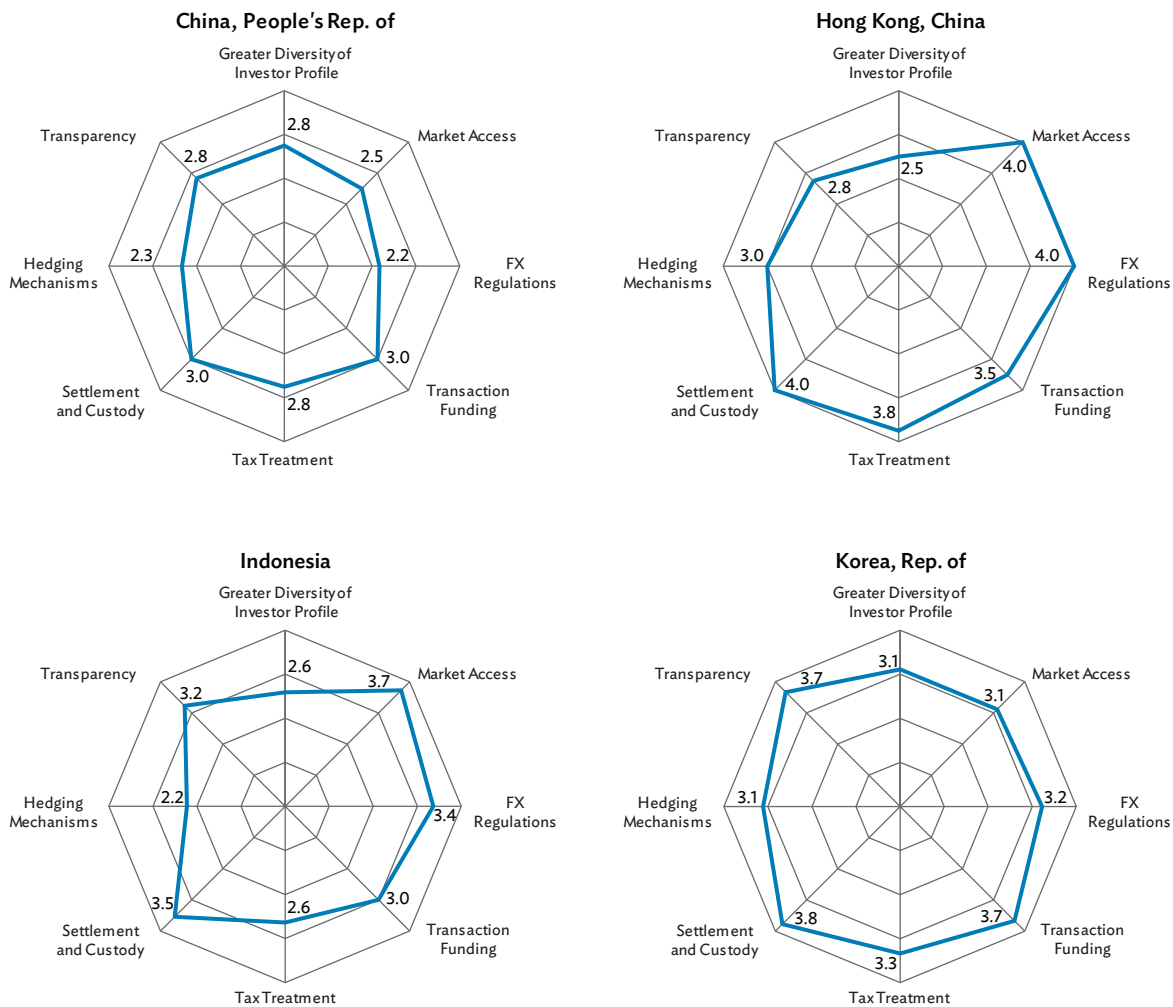 China, People's Rep. of
Greater Diversity of
Investor Profile
2.8
Market Access
2.5
FX
Regulations
2.2
Transaction
Funding
3.0
Tax Treatment
2.8
Settlement
and Custody
3.0
Hedging
Mechanisms
2.3
Transparency
2.8
Hong Kong, China
Greater Diversity of
Investor Profile
2.5
Market Access
4.0
FX
Regulations
4.0
Transaction
Funding
3.5
Tax Treatment
3.8
Settlement
and Custody
4.0
Hedging
Mechanisms
3.0
Transparency
2.8
Indonesia
Greater Diversity of
Investor Profile
2.6
Market Access
3.7
FX
Regulations
3.4
Transaction
Funding
3.0
Tax Treatment
2.6
Settlement
and Custody
3.5
Hedging
Mechanisms
2.2
Transparency
3.2
Korea, Rep. of
Greater Diversity of
Investor Profile
3.1
Market Access
3.1
FX
Regulations
3.2
Transaction
Funding
3.7
Tax Treatment
3.3
Settlement
and Custody
3.8
Hedging
Mechanisms
3.1
Transparency
3.7